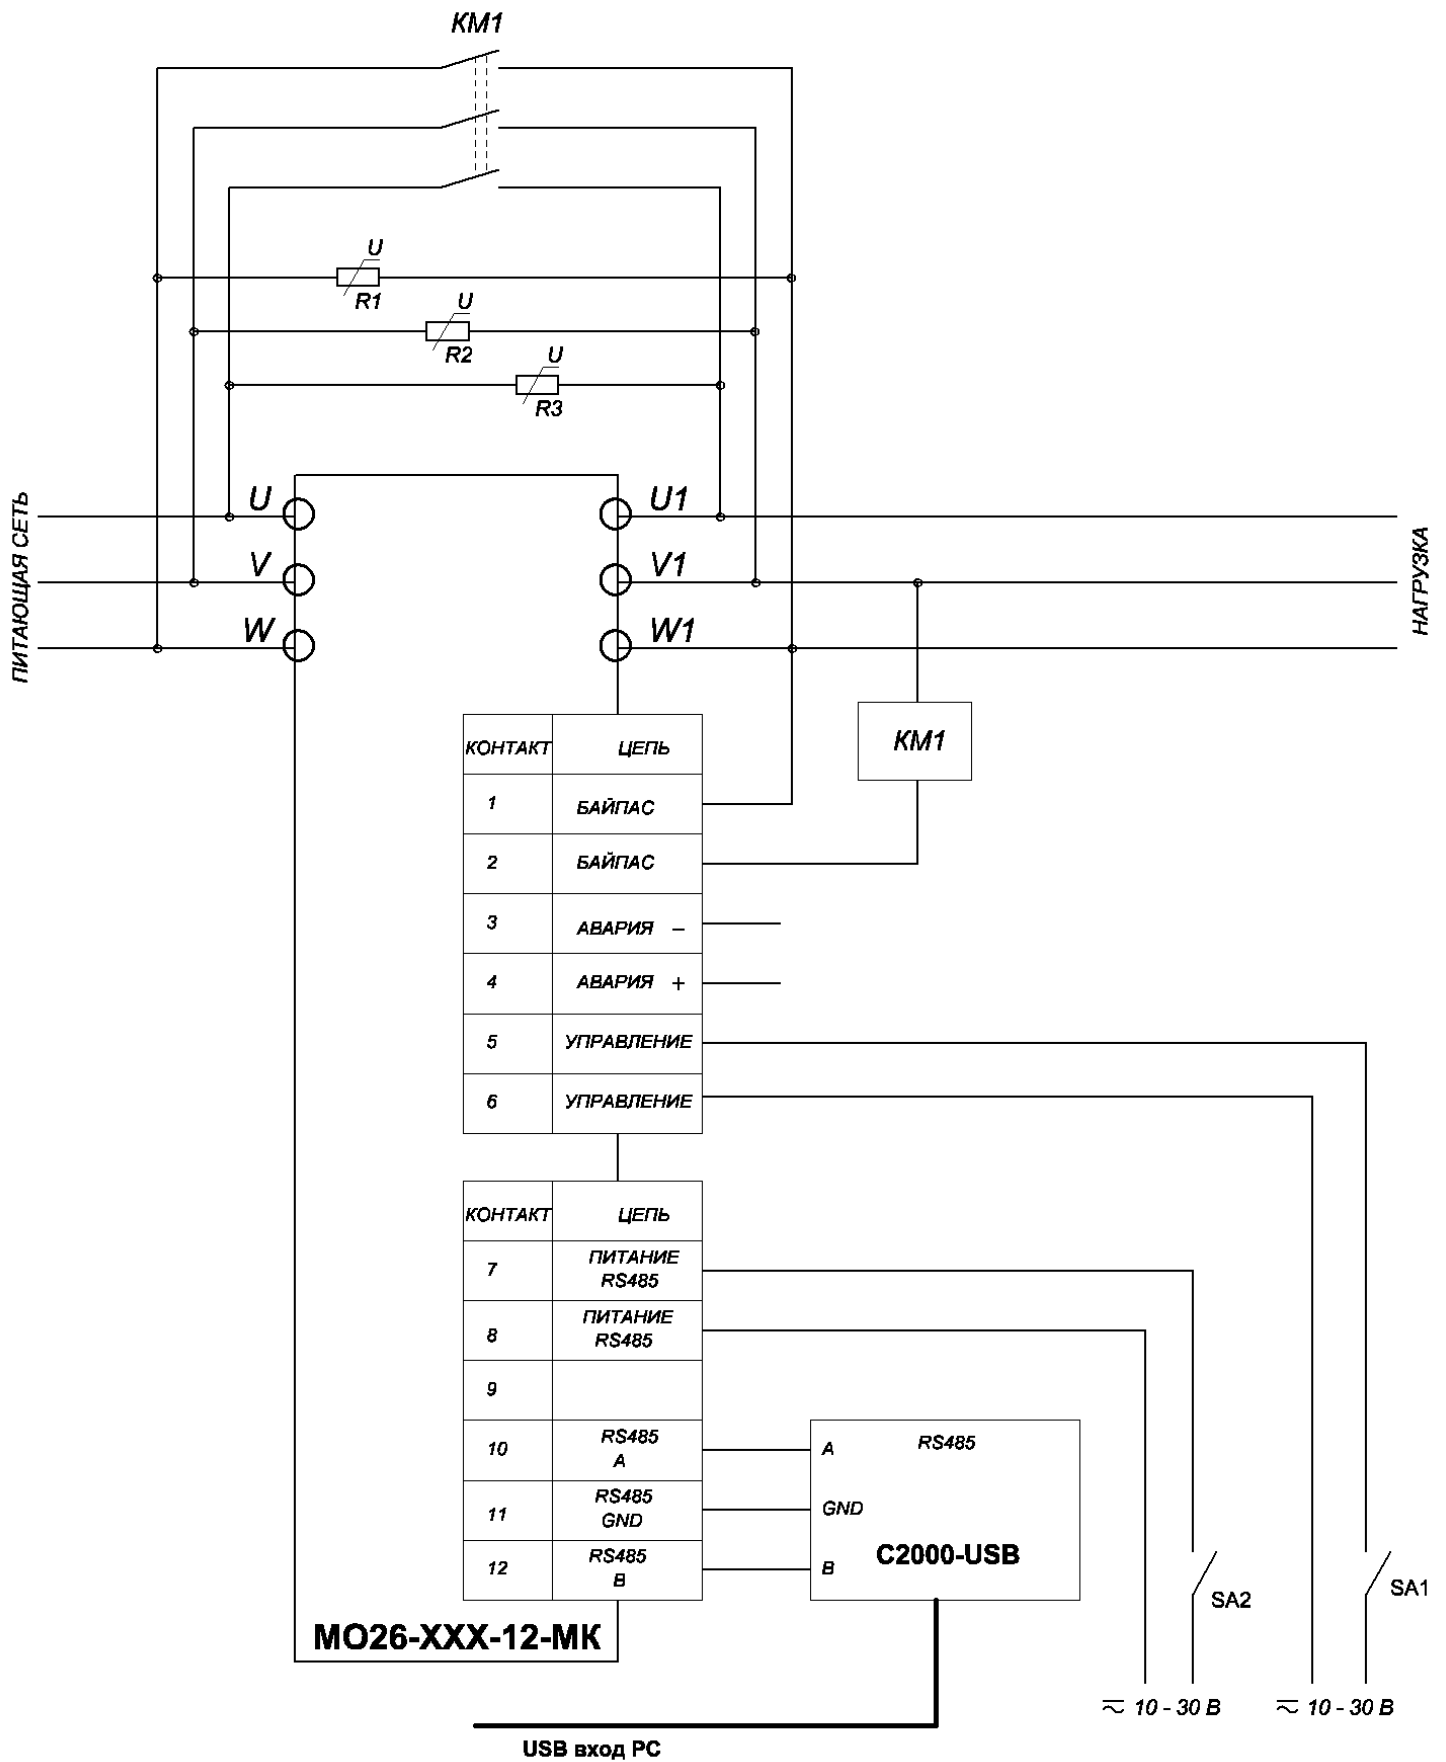 КМ1
U
R1
U
R2
U
R3
ПИТАЮЩАЯ СЕТЬ
U
V
W
U1
V1
W1
НАГРУЗКА
КМ1
КОНТАКТ ЦЕПЬ
1 БАЙПАС
2 БАЙПАС
3 АВАРИЯ –
4 АВАРИЯ +
5 УПРАВЛЕНИЕ
6 УПРАВЛЕНИЕ
КОНТАКТ ЦЕПЬ
7 ПИТАНИЕ
RS485
8 ПИТАНИЕ
RS485
9
10 RS485
A
11 RS485
GND
12 RS485
B
A RS485
GND
C2000-USB
B
SA2
SA1
МО26-ХХХ-12-МК
10 - 30 В
10 - 30 В
USB вход PC